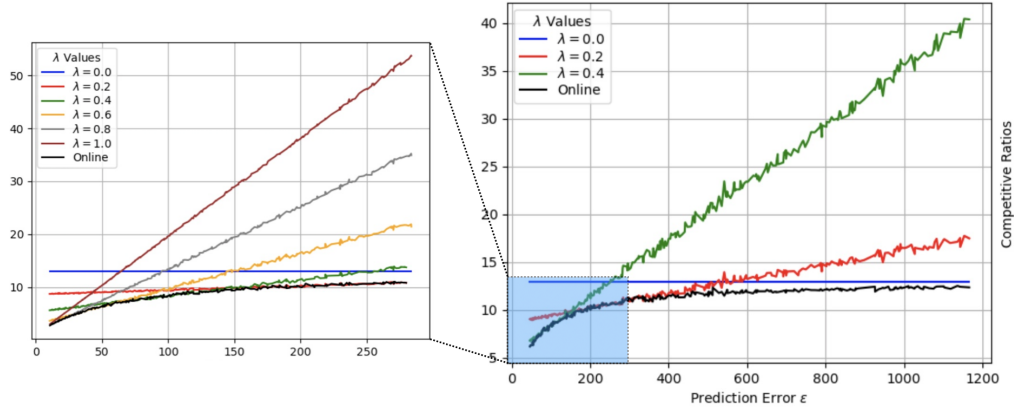 λ Values
λ = 0.0
λ = 0.2
λ = 0.4
λ = 0.6
λ = 0.8
λ = 1.0
Online
50
40
30
20
10
0
50
100
150
200
250
λ Values
λ = 0.0
λ = 0.2
λ = 0.4
Online
40
35
30
25
20
15
10
5
0
200
400
600
800
1000
1200
Prediction Error ε
Competitive Ratios